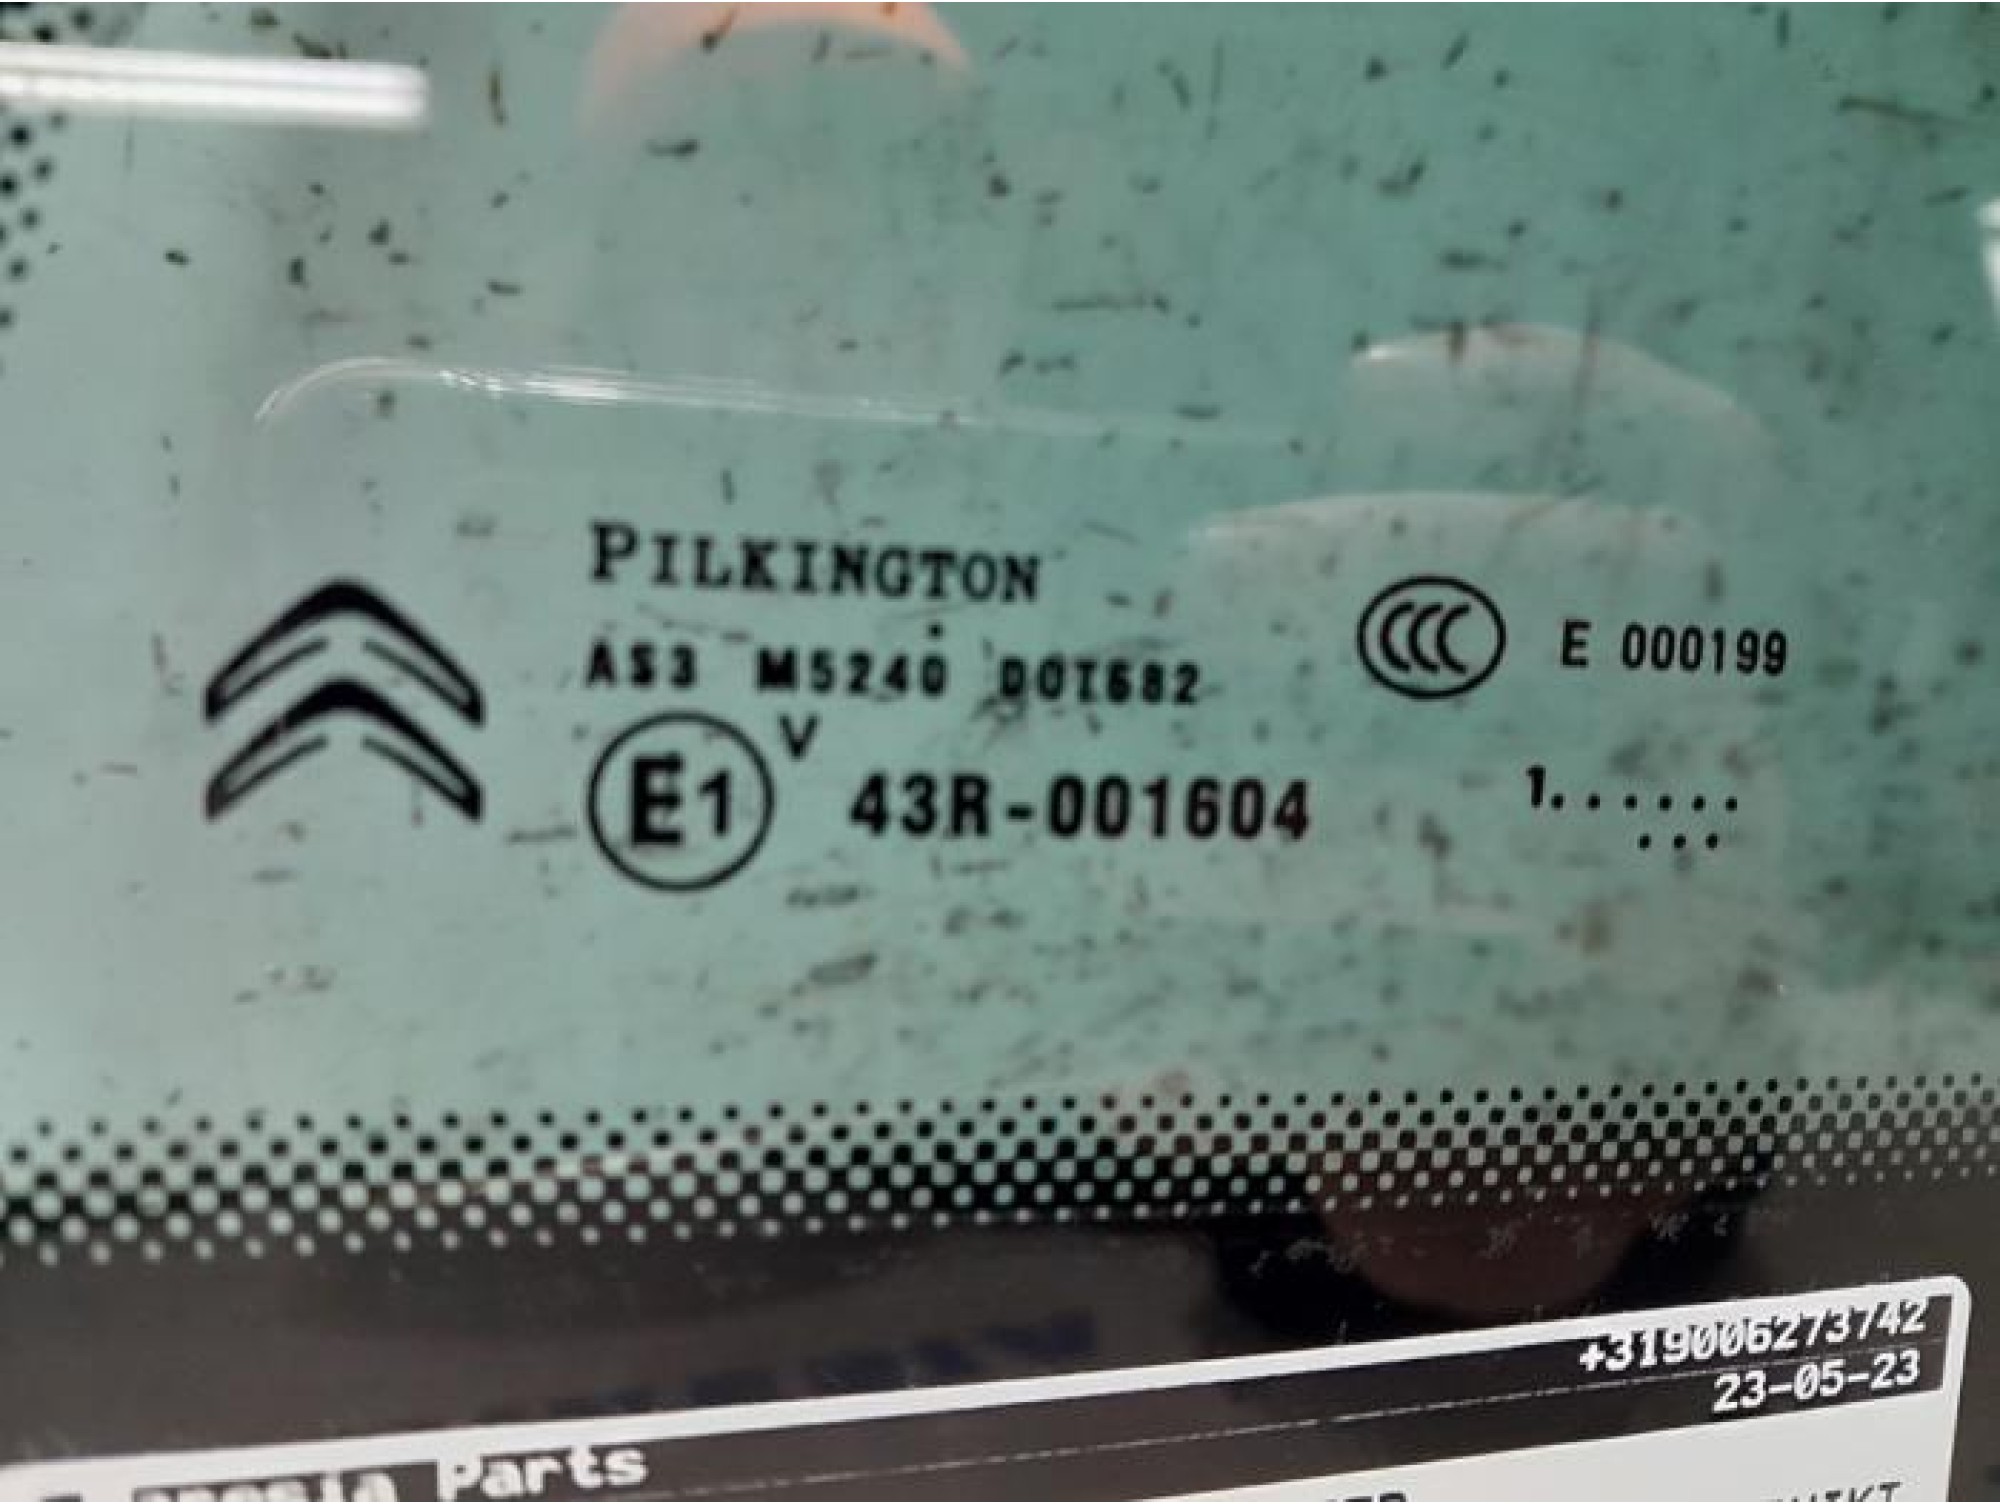 PILKINGTON
AS3 M5240 DOT682
CCC E 000199
V
E1 43R-001604
1.......
...
+319006273742
23-05-23
Parts